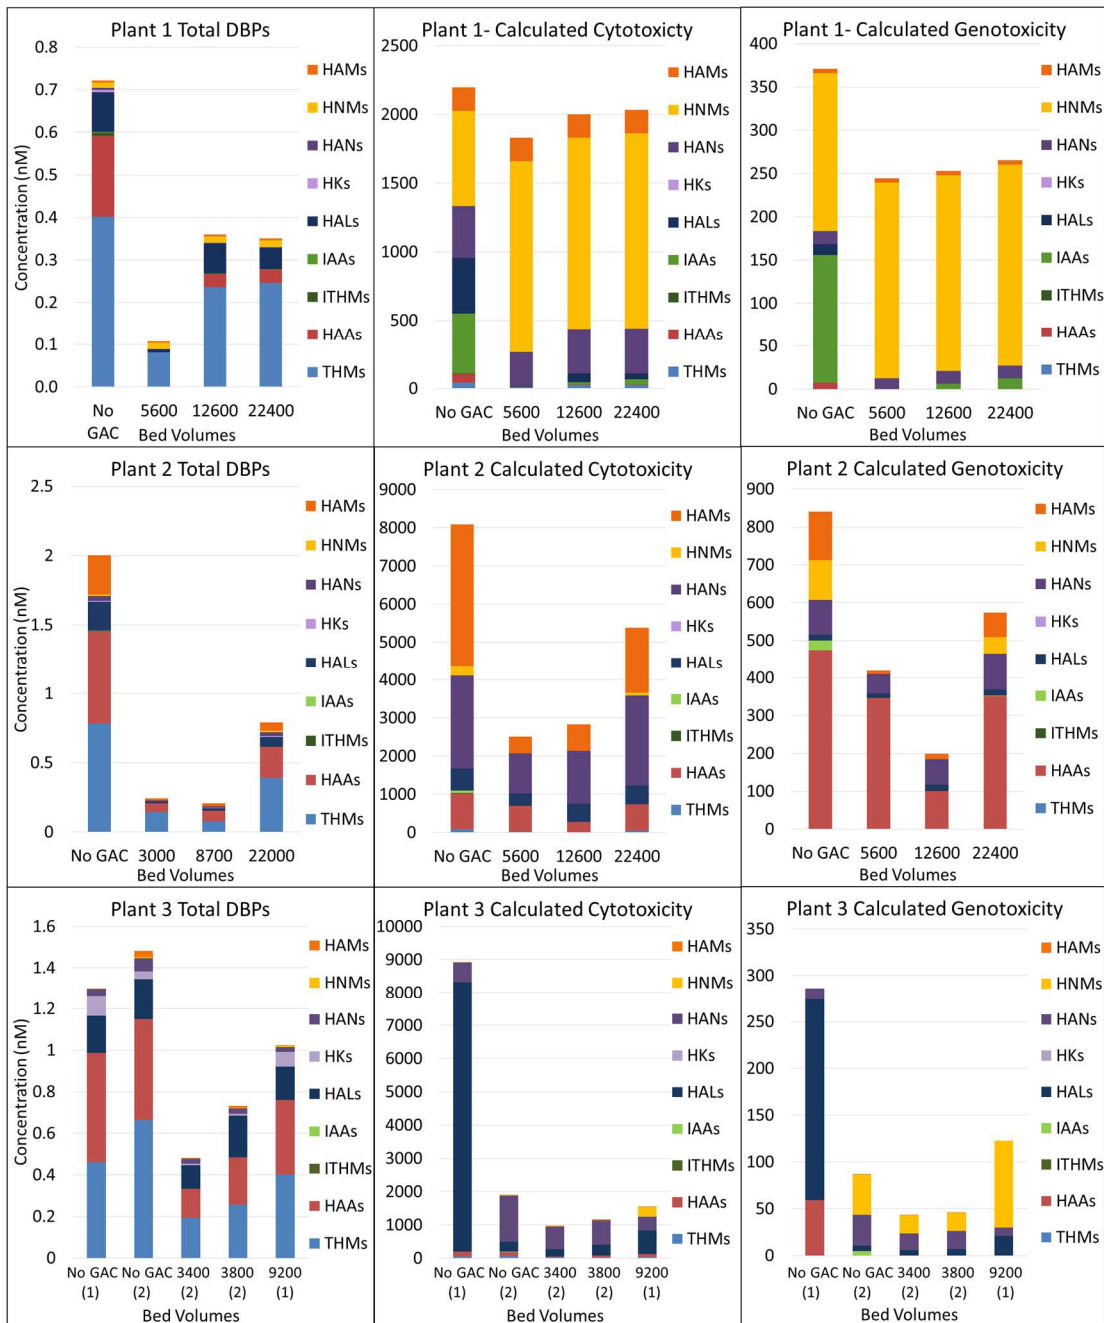 Plant 1 Total DBPs
Concentration (nM)
0.8
0.7
0.6
0.5
0.4
0.3
0.2
0.1
0.0
No GAC
5600
12600
22400
Bed Volumes
HAMs
HNMs
HANs
HKs
HALs
IAAs
ITHMs
HAAs
THMs
Plant 1- Calculated Cytotoxicity
2500
2000
1500
1000
500
0
No GAC
5600
12600
22400
Bed Volumes
HAMs
HNMs
HANs
HKs
HALs
IAAs
ITHMs
HAAs
THMs
Plant 1- Calculated Genotoxicity
400
350
300
250
200
150
100
50
0
No GAC
5600
12600
22400
Bed Volumes
HAMs
HNMs
HANs
HKs
HALs
IAAs
ITHMs
HAAs
THMs
Plant 2 Total DBPs
Concentration (nM)
2.5
2
1.5
1
0.5
0
No GAC
3000
8700
22000
Bed Volumes
HAMs
HNMs
HANs
HKs
HALs
IAAs
ITHMs
HAAs
THMs
Plant 2 Calculated Cytotoxicity
9000
8000
7000
6000
5000
4000
3000
2000
1000
0
No GAC
5600
12600
22400
Bed Volumes
HAMs
HNMs
HANs
HKs
HALs
IAAs
ITHMs
HAAs
THMs
Plant 2 Calculated Genotoxicity
900
800
700
600
500
400
300
200
100
0
No GAC
5600
12600
22400
Bed Volumes
HAMs
HNMs
HANs
HKs
HALs
IAAs
ITHMs
HAAs
THMs
Plant 3 Total DBPs
Concentration (nM)
1.6
1.4
1.2
1
0.8
0.6
0.4
0.2
0
No GAC (1)
No GAC (2)
3400 (2)
3800 (2)
9200 (1)
Bed Volumes
HAMs
HNMs
HANs
HKs
HALs
IAAs
ITHMs
HAAs
THMs
Plant 3 Calculated Cytotoxicity
10000
9000
8000
7000
6000
5000
4000
3000
2000
1000
0
No GAC (1)
No GAC (2)
3400 (2)
3800 (2)
9200 (1)
Bed Volumes
HAMs
HNMs
HANs
HKs
HALs
IAAs
ITHMs
HAAs
THMs
Plant 3 Calculated Genotoxicity
350
300
250
200
150
100
50
0
No GAC (1)
No GAC (2)
3400 (2)
3800 (2)
9200 (1)
Bed Volumes
HAMs
HNMs
HANs
HKs
HALs
IAAs
ITHMs
HAAs
THMs